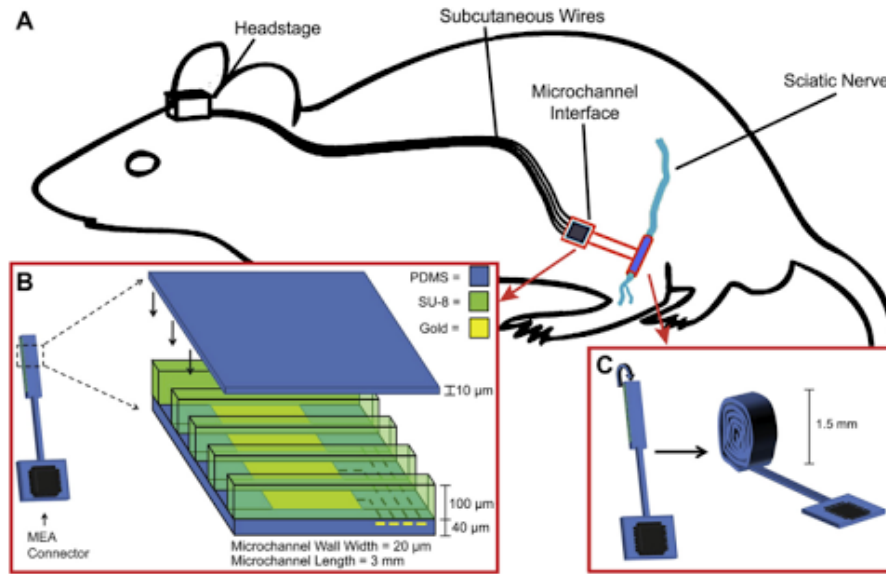 A
Headstage
Subcutaneous Wires
Microchannel
Interface
Sciatic Nerve
B
PDMS =
SU-8 =
Gold =
10 µm
100 µm
40 µm
MEA
Connector
Microchannel Wall Width = 20 µm
Microchannel Length = 3 mm
C
1.5 mm